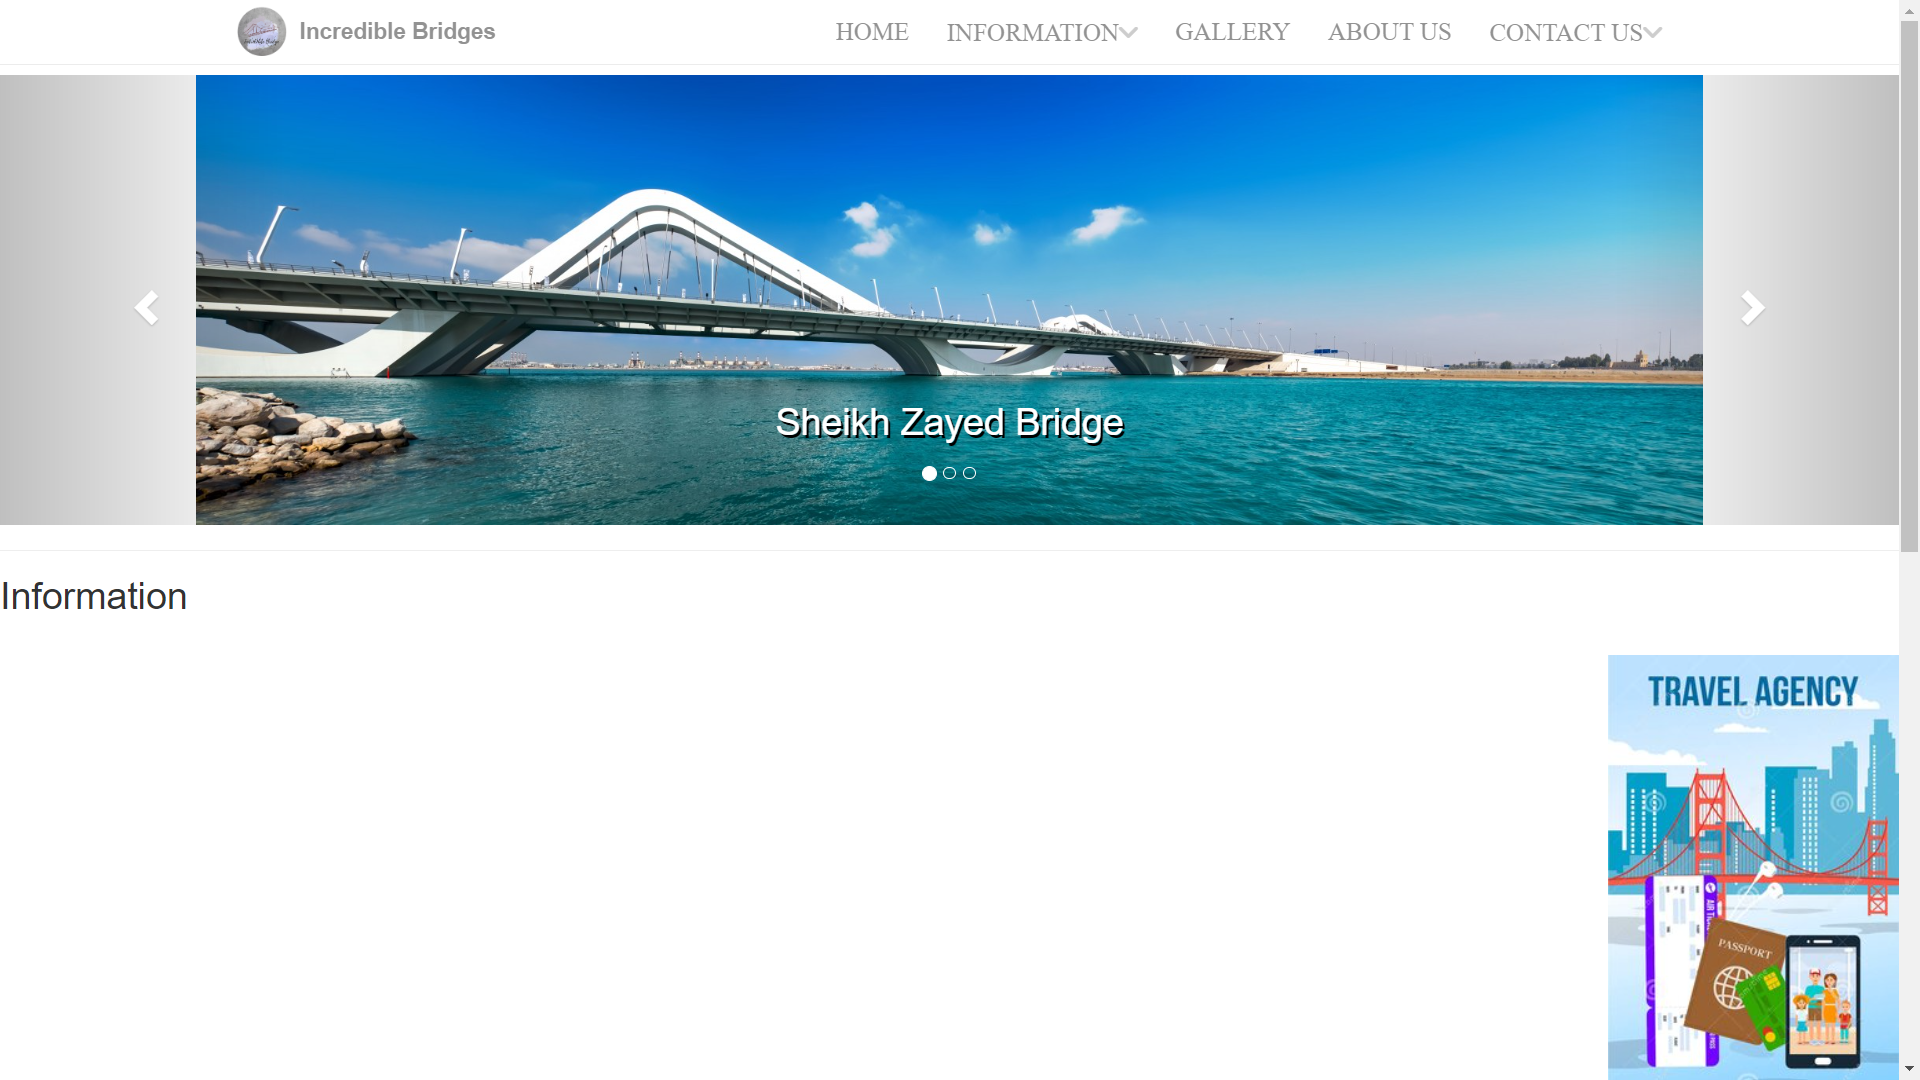 Incredible Bridges
HOME
INFORMATION
GALLERY
ABOUT US
CONTACT US
Sheikh Zayed Bridge
Information
TRAVEL AGENCY
PASSPORT